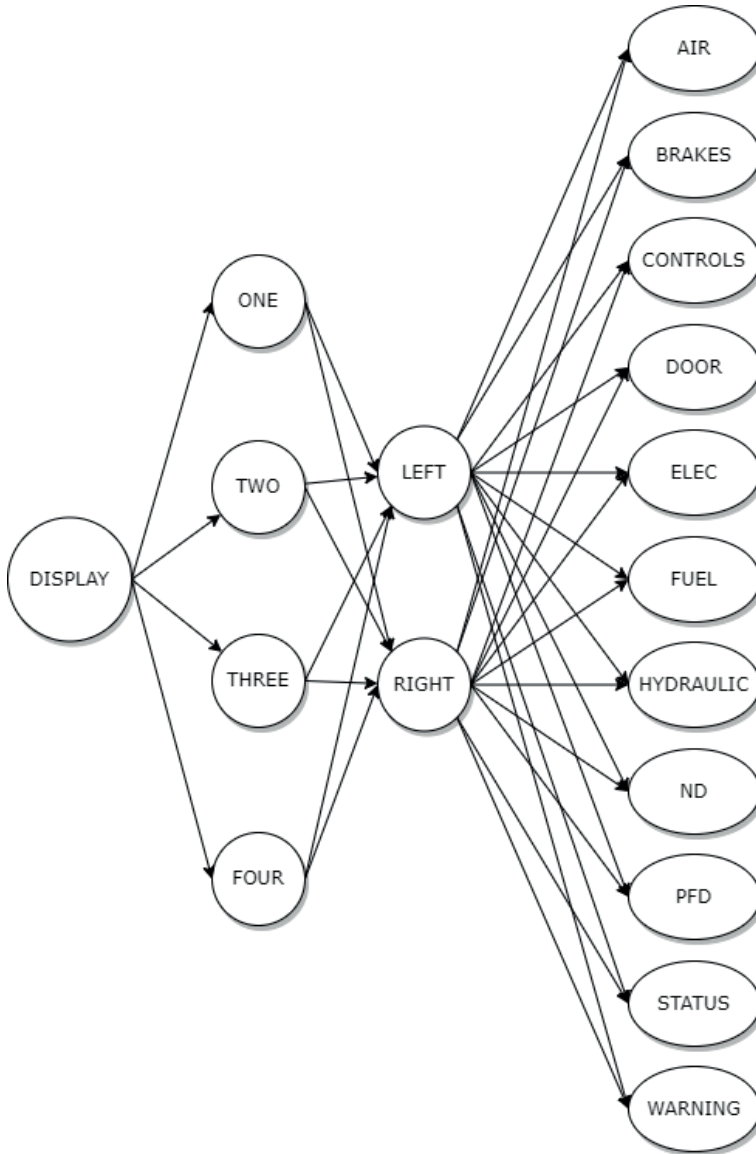 DISPLAY
ONE
TWO
THREE
FOUR
LEFT
RIGHT
AIR
BRAKES
CONTROLS
DOOR
ELEC
FUEL
HYDRAULIC
ND
PFD
STATUS
WARNING